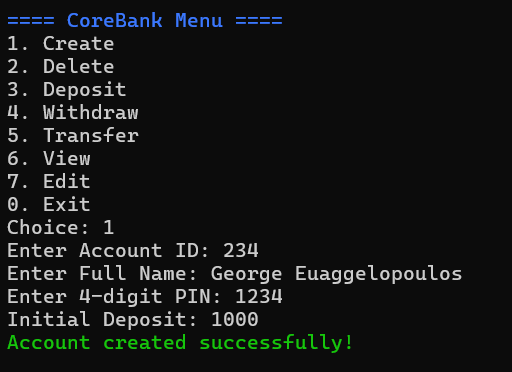 ==== CoreBank Menu ====
1. Create
2. Delete
3. Deposit
4. Withdraw
5. Transfer
6. View
7. Edit
0. Exit
Choice: 1
Enter Account ID: 234
Enter Full Name: George Euaggelopoulos
Enter 4-digit PIN: 1234
Initial Deposit: 1000
Account created successfully!